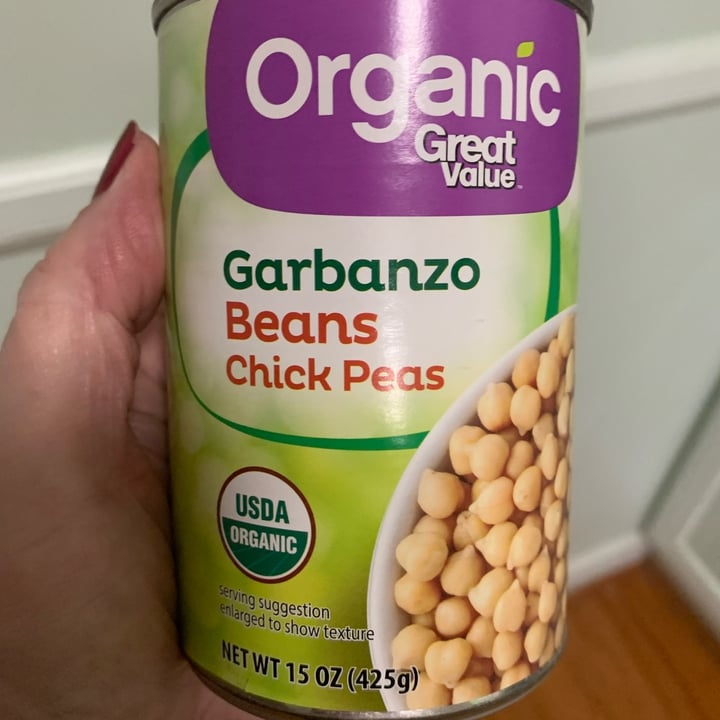 Organic
Great
Value™
Garbanzo
Beans
Chick Peas
USDA
ORGANIC
serving suggestion
enlarged to show texture
NET WT 15 OZ (425g)